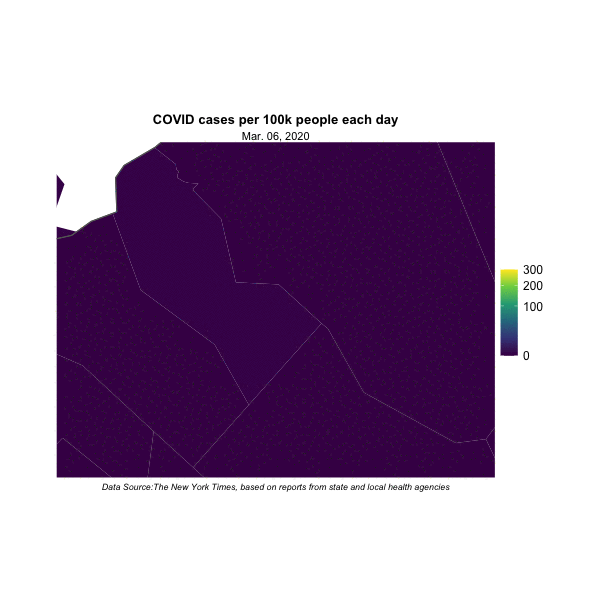 COVID cases per 100k people each day
Mar. 06, 2020
300
200
100
0
Data Source:The New York Times, based on reports from state and local health agencies